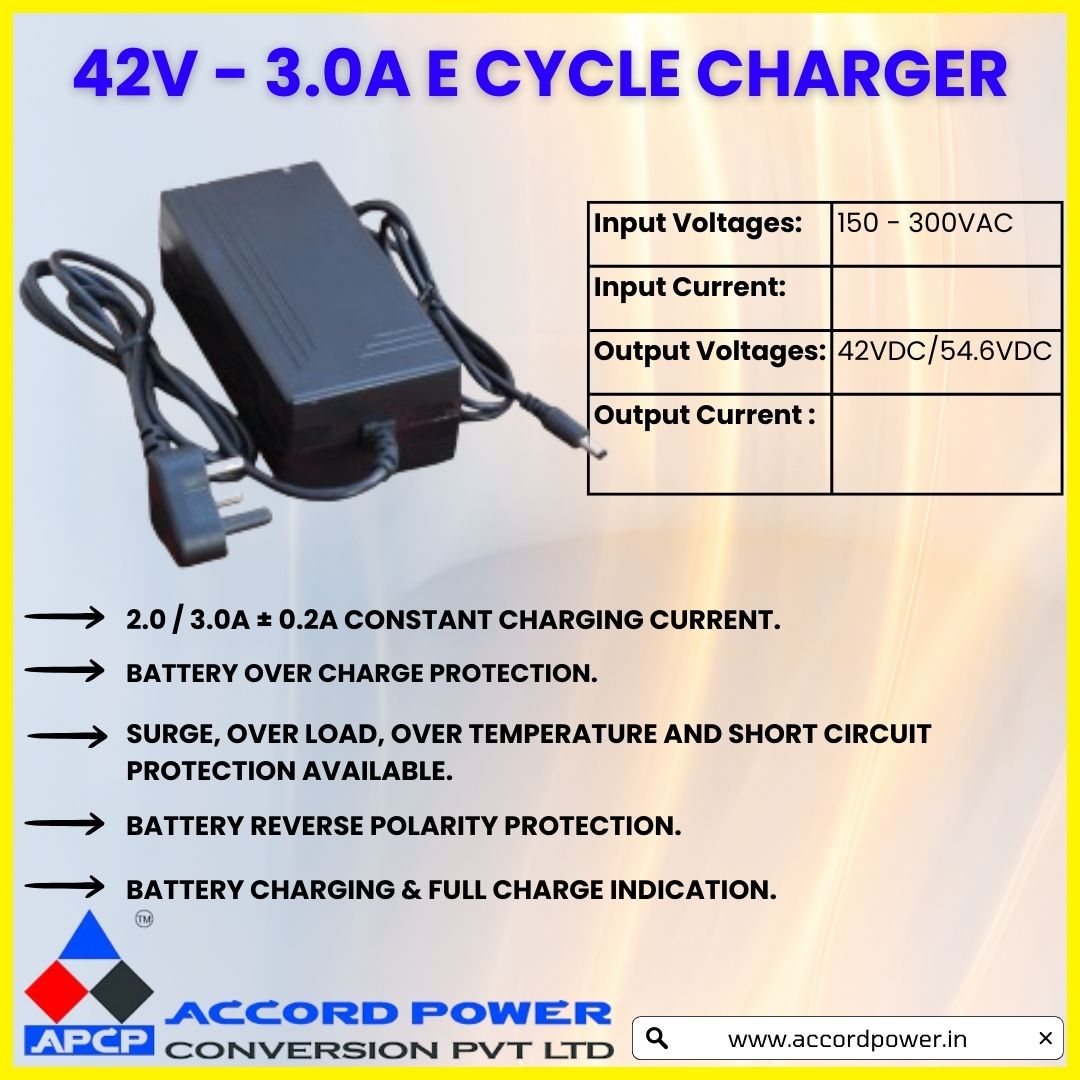 42V - 3.0A E CYCLE CHARGER
Input Voltages: 150 - 300VAC
Input Current:
Output Voltages: 42VDC/54.6VDC
Output Current :
2.0 / 3.0A ± 0.2A CONSTANT CHARGING CURRENT.
BATTERY OVER CHARGE PROTECTION.
SURGE, OVER LOAD, OVER TEMPERATURE AND SHORT CIRCUIT
PROTECTION AVAILABLE.
BATTERY REVERSE POLARITY PROTECTION.
BATTERY CHARGING & FULL CHARGE INDICATION.
TM
APCP
ACCORD POWER
CONVERSION PVT LTD
www.accordpower.in